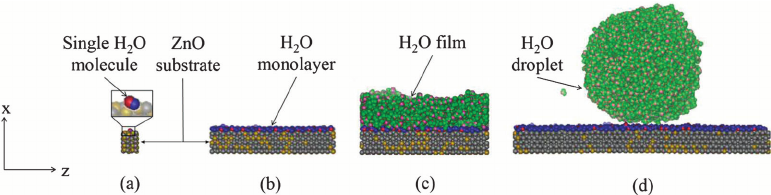 Single H2O
molecule
ZnO
substrate
H2O
monolayer
H2O film
H2O
droplet
x
z
(a)
(b)
(c)
(d)